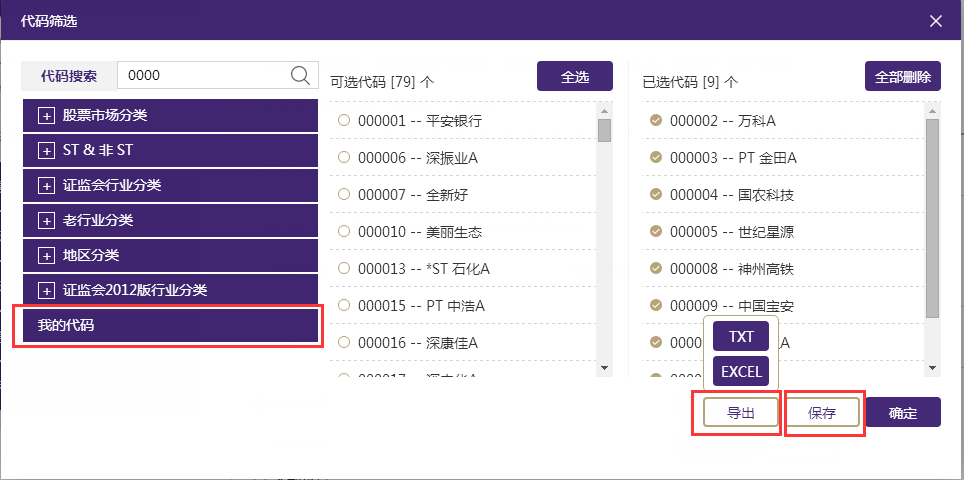 代码筛选
代码搜索
0000
股票市场分类
ST & 非 ST
证监会行业分类
老行业分类
地区分类
证监会2012版行业分类
我的代码
可选代码 [79] 个
全选
000001 -- 平安银行
000006 -- 深振业A
000007 -- 全新好
000010 -- 美丽生态
000013 -- *ST 石化A
000015 -- PT 中浩A
000016 -- 深康佳A
已选代码 [9] 个
全部删除
000002 -- 万科A
000003 -- PT 金田A
000004 -- 国农科技
000005 -- 世纪星源
000008 -- 神州高铁
000009 -- 中国宝安
TXT
EXCEL
导出
保存
确定